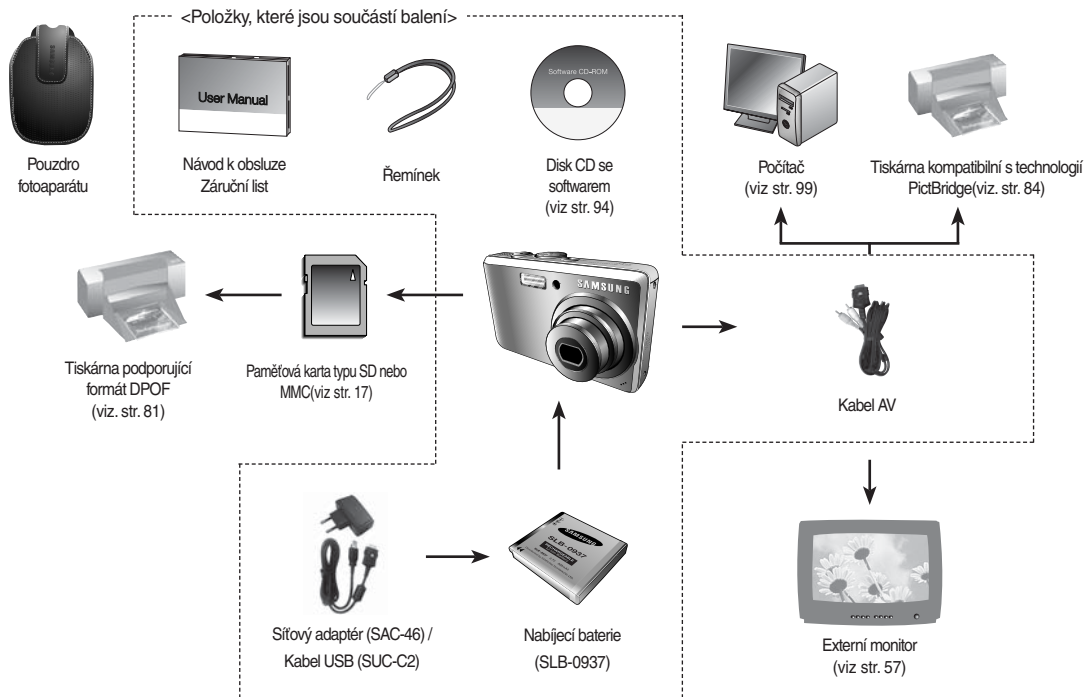 <Položky, které jsou součástí balení>
SAMSUNG
User Manual
Software CD-ROM
Pouzdro
fotoaparátu
Návod k obsluze
Záruční list
Řemínek
Disk CD se
softwarem
(viz str. 94)
Počítač
(viz str. 99)
Tiskárna kompatibilní s technologií
PictBridge(viz. str. 84)
SAMSUNG
Tiskárna podporující
formát DPOF
(viz. str. 81)
Paměťová karta typu SD nebo
MMC(viz str. 17)
Kabel AV
SAMSUNG
SLB-0937
Síťový adaptér (SAC-46) /
Kabel USB (SUC-C2)
Nabíjecí baterie
(SLB-0937)
Externí monitor
(viz str. 57)